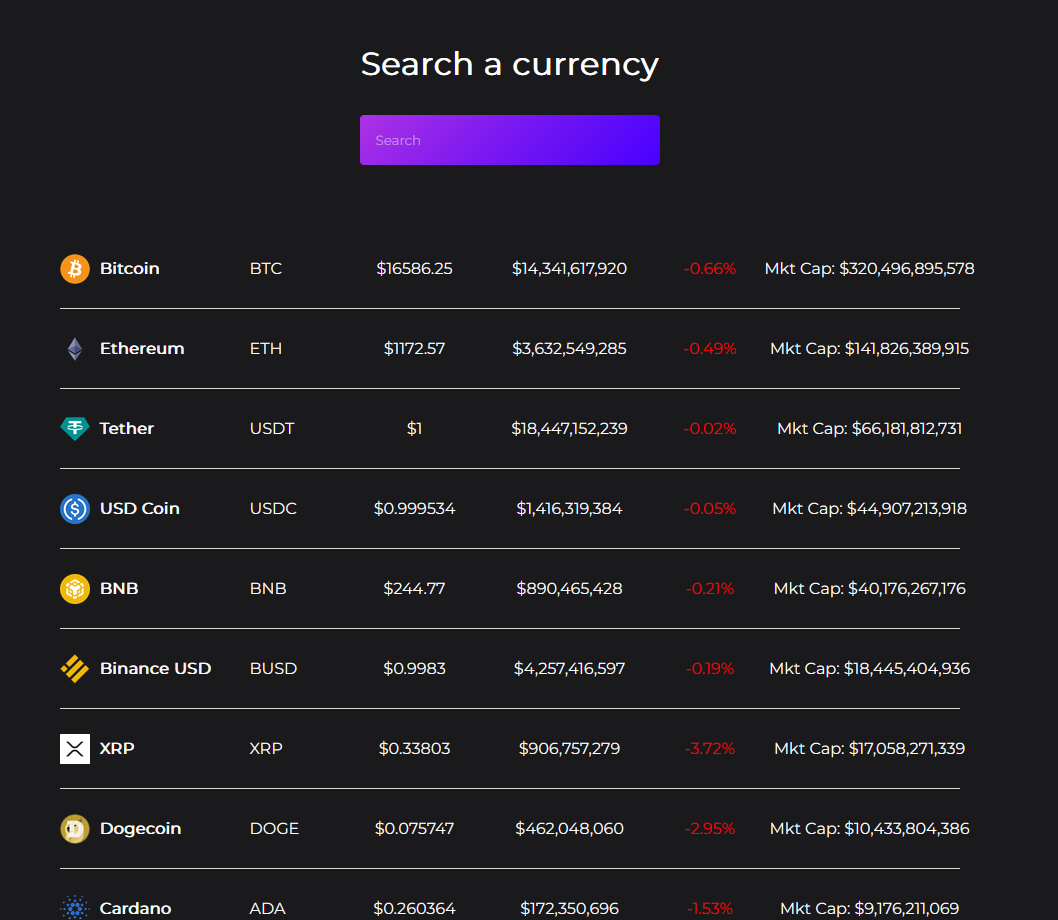 Search a currency
Search
Bitcoin BTC $16586.25 $14,341,617,920 -0.66% Mkt Cap: $320,496,895,578
Ethereum ETH $1172.57 $3,632,549,285 -0.49% Mkt Cap: $141,826,389,915
Tether USDT $1 $18,447,152,239 -0.02% Mkt Cap: $66,181,812,731
USD Coin USDC $0.999534 $1,416,319,384 -0.05% Mkt Cap: $44,907,213,918
BNB BNB $244.77 $890,465,428 -0.21% Mkt Cap: $40,176,267,176
Binance USD BUSD $0.9983 $4,257,416,597 -0.19% Mkt Cap: $18,445,404,936
XRP XRP $0.33803 $906,757,279 -3.72% Mkt Cap: $17,058,271,339
Dogecoin DOGE $0.075747 $462,048,060 -2.95% Mkt Cap: $10,433,804,386
Cardano ADA $0.260364 $172,350,696 -1.53% Mkt Cap: $9,176,211,069